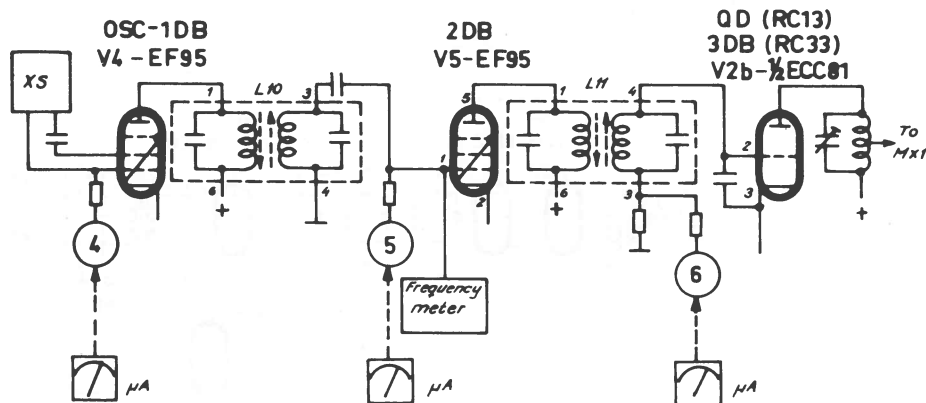 OSC-1DB
V4-EF95
2DB
V5-EF95
QD (RC13)
3DB (RC33)
V2b-½ECC81
XS
L10
1
3
6
4
+
5
1
2
L11
1
4
6
3
+
2
3
+
To
Mx1
4
5
6
Frequency
meter
µA
µA
µA